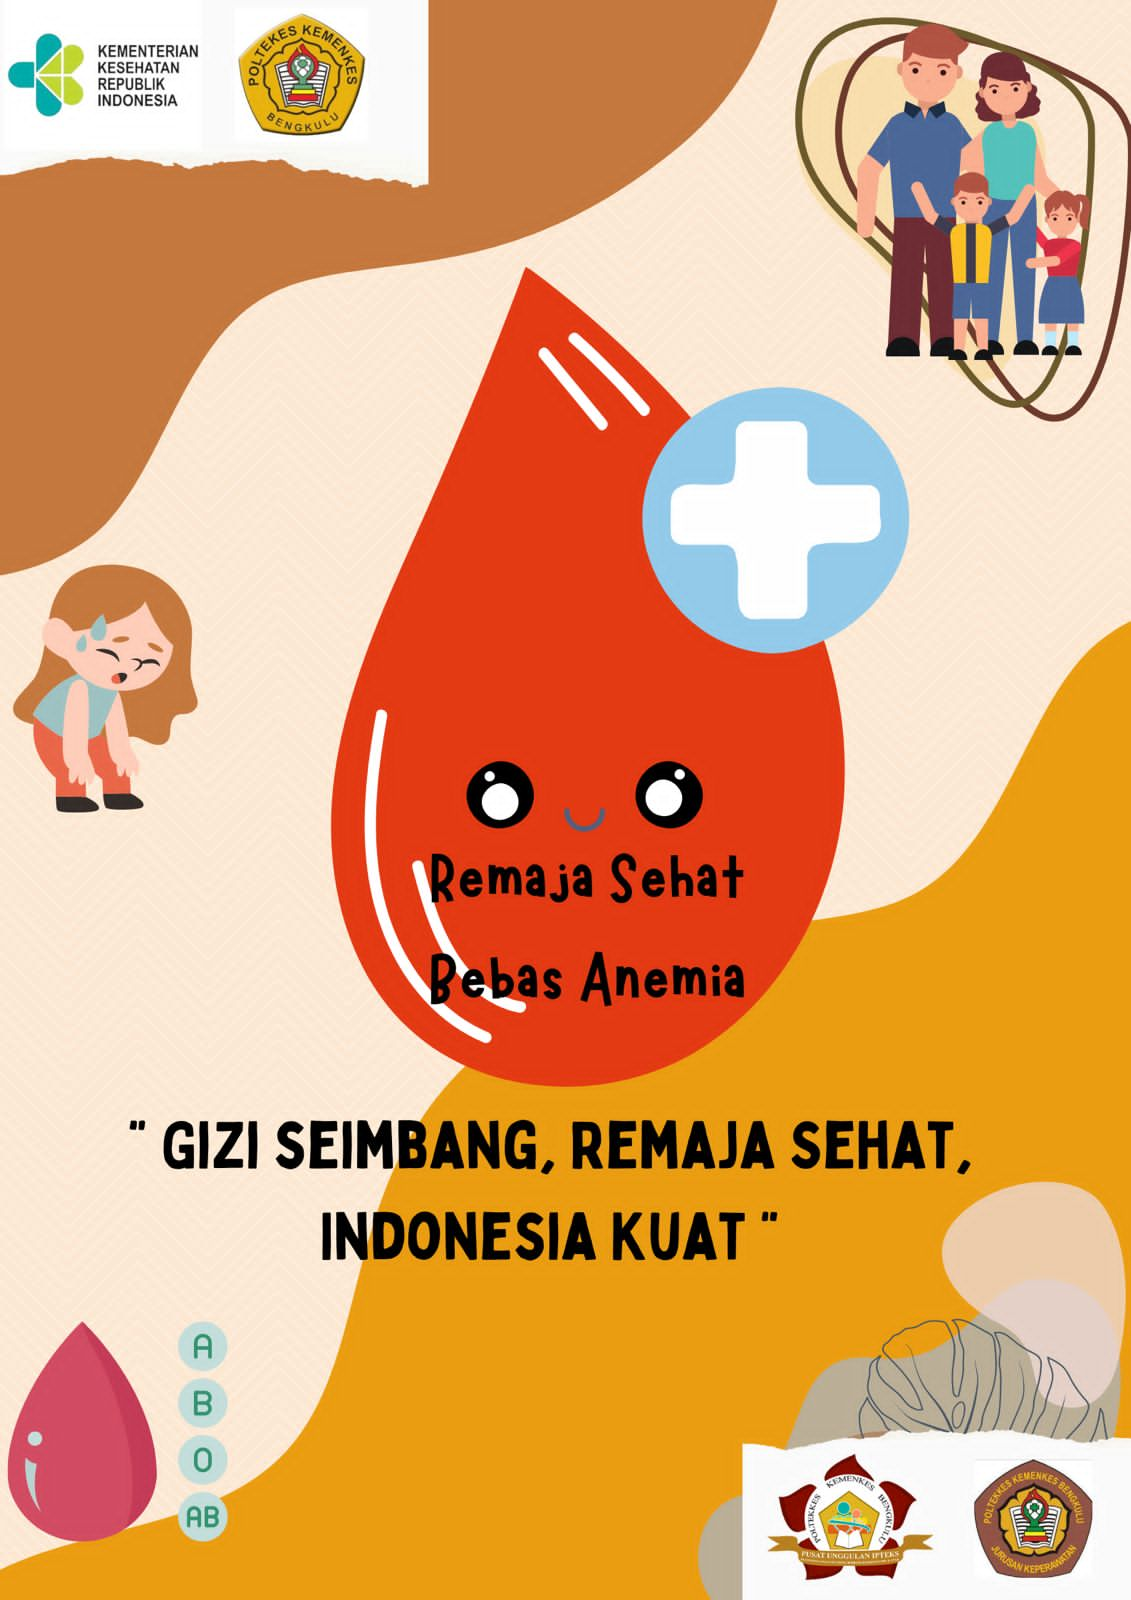 KEMENTERIAN
KESEHATAN
REPUBLIK
INDONESIA
POLTEKES KEMENKES
BENGKULU
Remaja Sehat
Bebas Anemia
" GIZI SEIMBANG, REMAJA SEHAT,
INDONESIA KUAT "
A
B
O
AB
POLTEKKES KEMENKES BENGKULU
PUSAT UNGGULAN IPTEKS
POLTEKKES KEMENKES BENGKULU
JURUSAN KEPERAWATAN